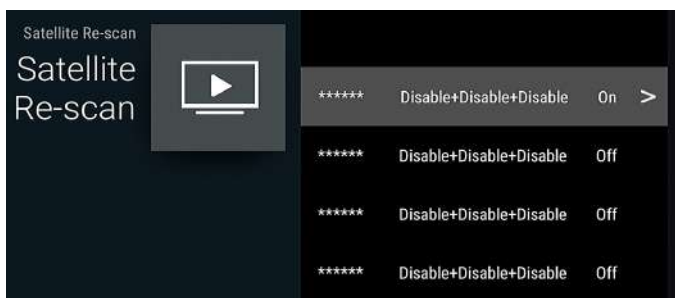 Satellite Re-scan
Satellite
Re-scan
****** Disable+Disable+Disable On >
****** Disable+Disable+Disable Off
****** Disable+Disable+Disable Off
****** Disable+Disable+Disable Off